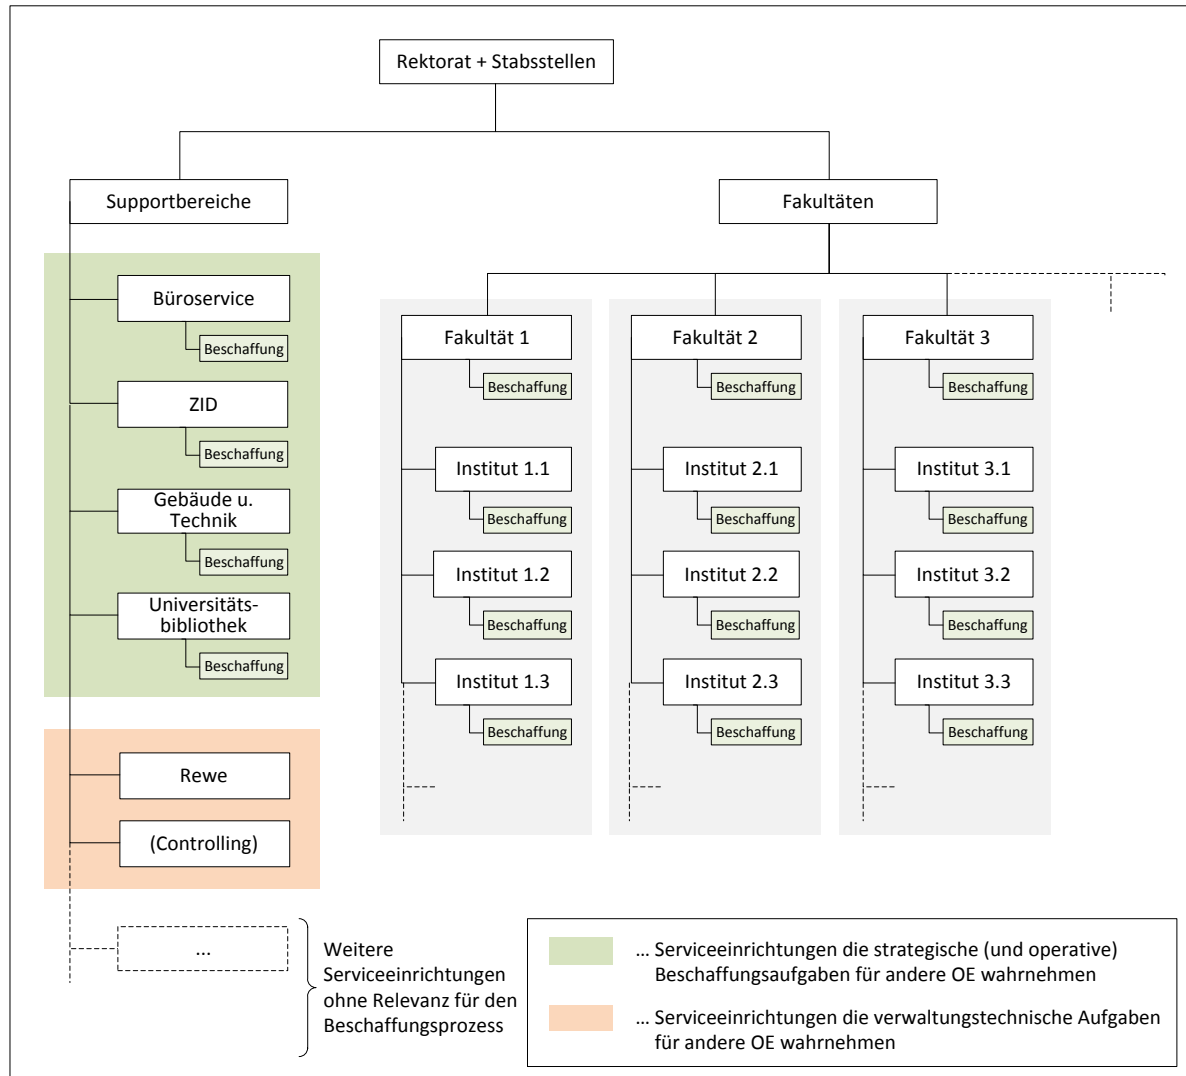 Rektorat + Stabsstellen
Supportbereiche
Fakultäten
Büroservice
Beschaffung
ZID
Beschaffung
Gebäude u.
Technik
Beschaffung
Universitäts-
bibliothek
Beschaffung
Rewe
(Controlling)
...
Weitere
Serviceeinrichtungen
ohne Relevanz für den
Beschaffungsprozess
Fakultät 1
Beschaffung
Institut 1.1
Beschaffung
Institut 1.2
Beschaffung
Institut 1.3
Beschaffung
Fakultät 2
Beschaffung
Institut 2.1
Beschaffung
Institut 2.2
Beschaffung
Institut 2.3
Beschaffung
Fakultät 3
Beschaffung
Institut 3.1
Beschaffung
Institut 3.2
Beschaffung
Institut 3.3
Beschaffung
... Serviceeinrichtungen die strategische (und operative)
Beschaffungsaufgaben für andere OE wahrnehmen
... Serviceeinrichtungen die verwaltungstechnische Aufgaben
für andere OE wahrnehmen